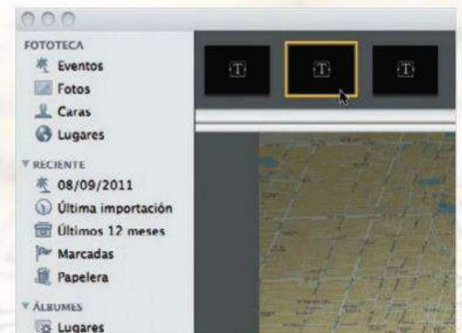 FOTOTECA
Eventos
Fotos
Caras
Lugares
RECIENTE
08/09/2011
Última importación
Últimos 12 meses
Marcadas
Papelera
ÁLBUMES
Lugares
T
T
T